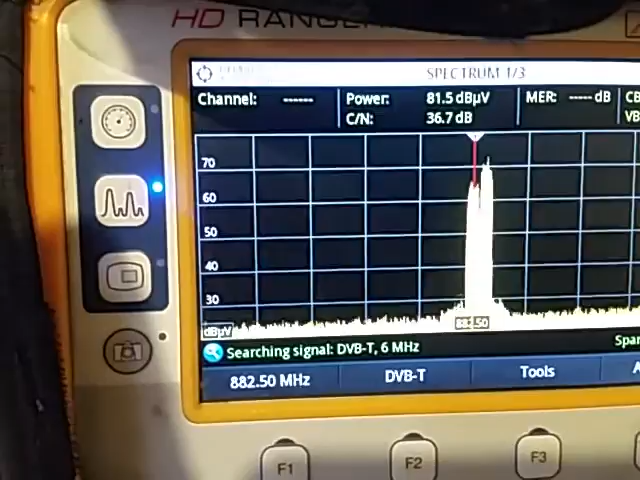 HD RANGER
SPECTRUM 1/3
Channel: ------
Power: 81.5 dBµV
MER: ---- dB
C/N: 36.7 dB
70
60
50
40
30
dBµV
882.50
Searching signal: DVB-T, 6 MHz
882.50 MHz
DVB-T
Tools
F1
F2
F3